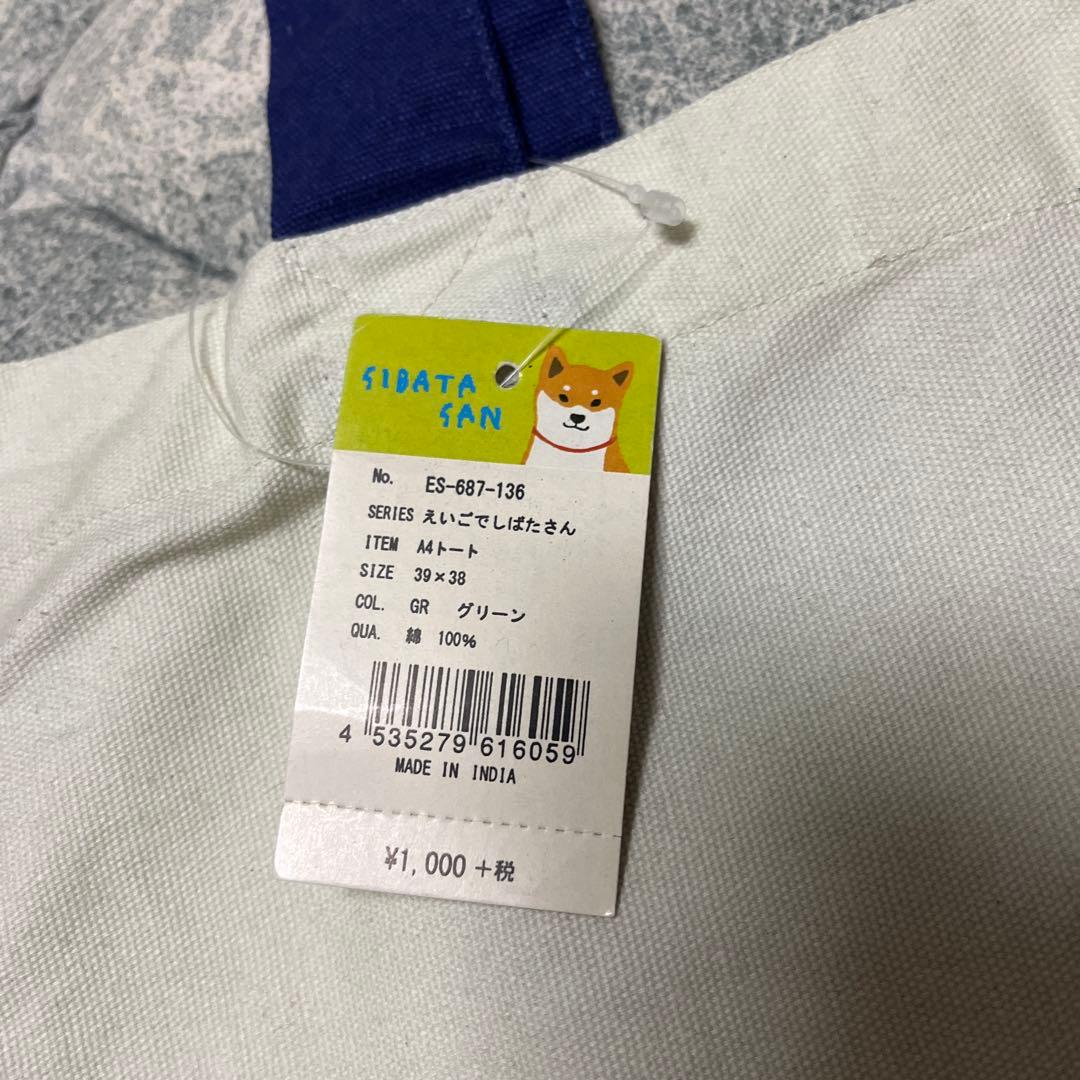 SIBATA
SAN
No. ES-687-136
SERIES えいごでしばたさん
ITEM A4トート
SIZE 39×38
COL. GR グリーン
QUA. 綿 100%
4 535279 616059
MADE IN INDIA
¥1,000+税